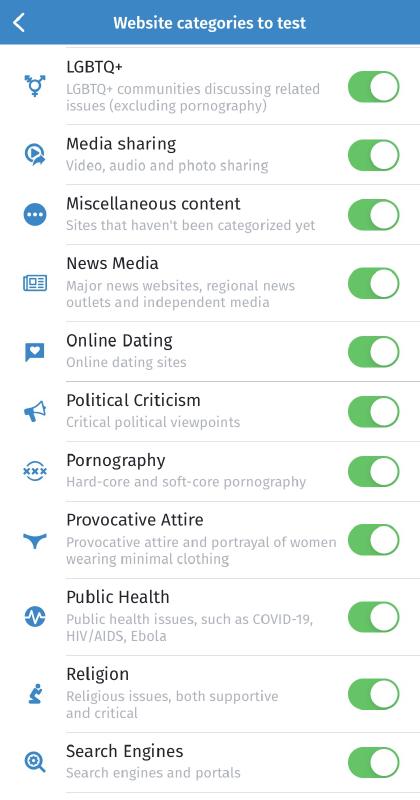 Website categories to test
LGBTQ+
LGBTQ+ communities discussing related
issues (excluding pornography)
Media sharing
Video, audio and photo sharing
Miscellaneous content
Sites that haven't been categorized yet
News Media
Major news websites, regional news
outlets and independent media
Online Dating
Online dating sites
Political Criticism
Critical political viewpoints
Pornography
Hard-core and soft-core pornography
Provocative Attire
Provocative attire and portrayal of women
wearing minimal clothing
Public Health
Public health issues, such as COVID-19,
HIV/AIDS, Ebola
Religion
Religious issues, both supportive
and critical
Search Engines
Search engines and portals